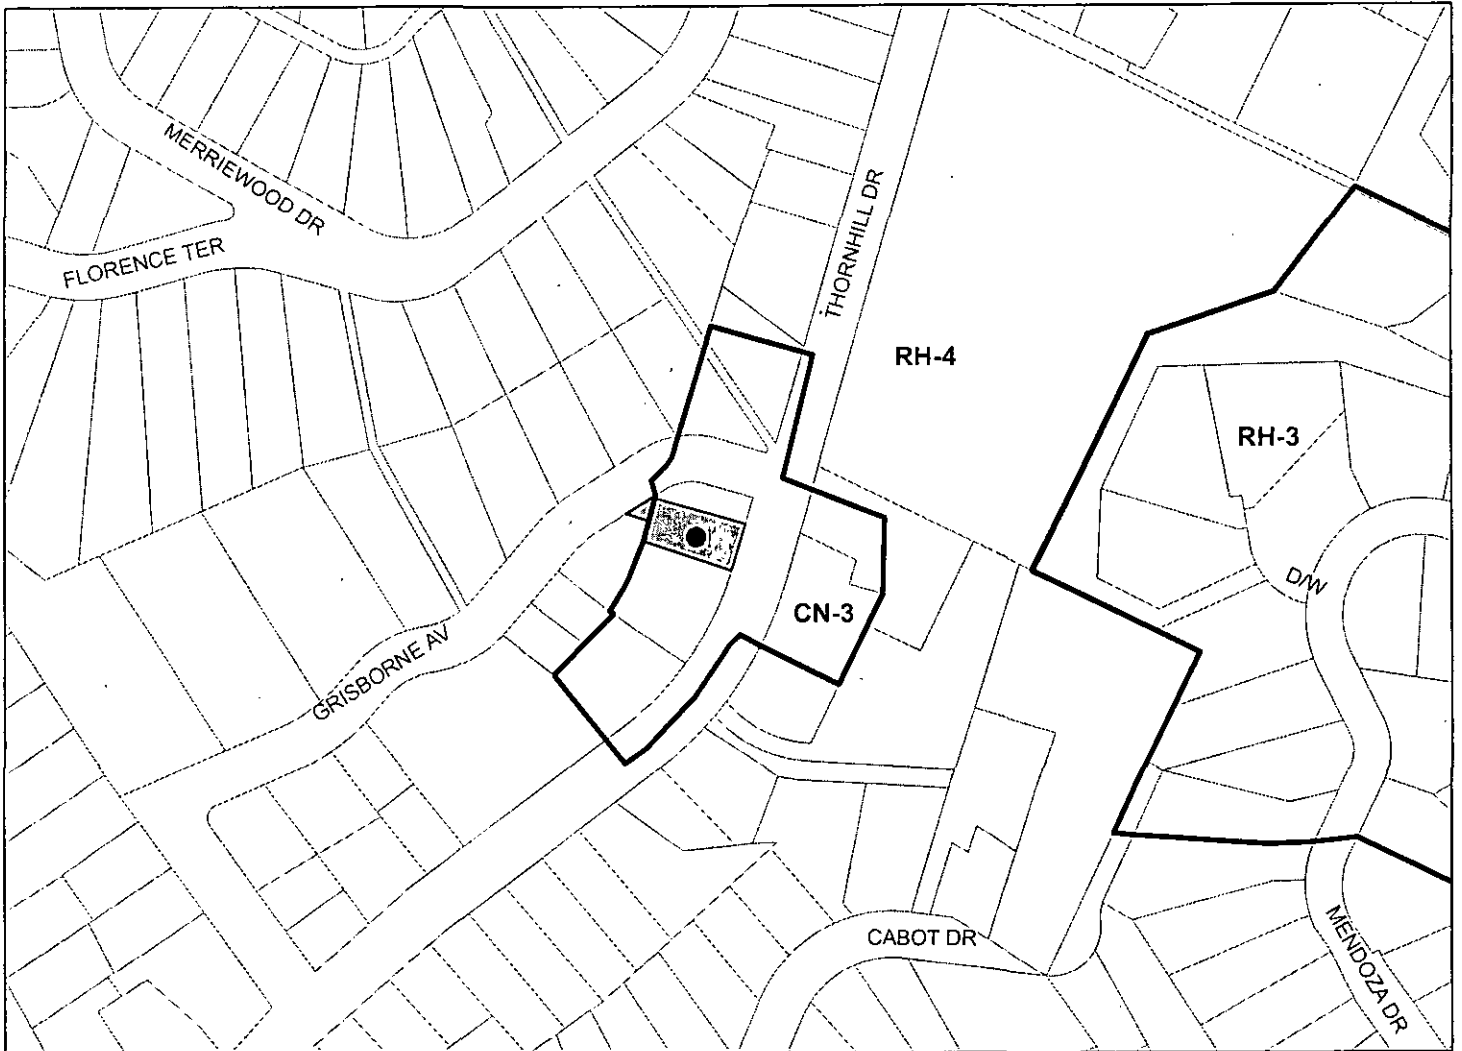 MERRIEWOOD DR
FLORENCE TER
THORNHILL DR
RH-4
RH-3
D/W
CN-3
GRISBORNE AV
CABOT DR
MENDOZA DR